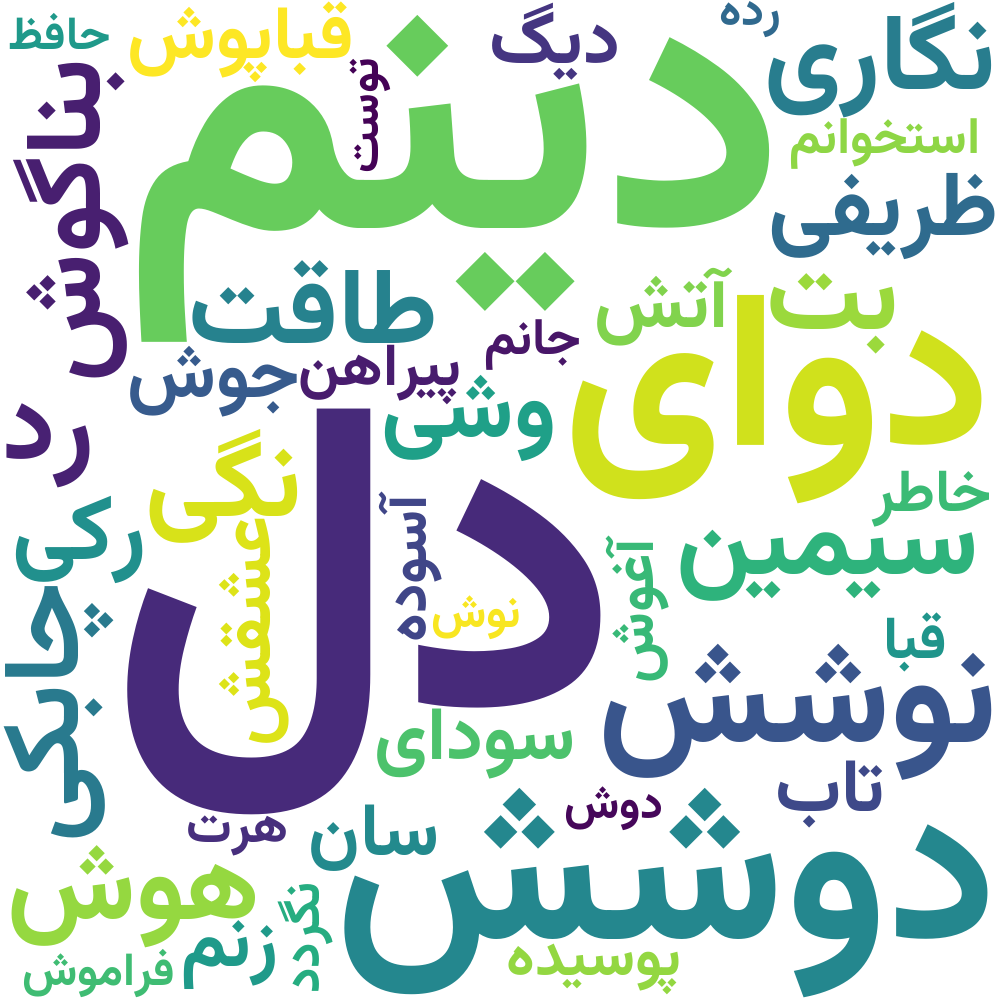 حافظ
قباپوش
دیگ
رده
نگاری
بناگوش
توست
دینم
استخوانم
ظریفی
طاقت
آتش
بت
جانم
دوای
جوش
پیراهن
وشی
رد
نگی
دل
خاطر
رکی
عشقش
آسوده
نوش
آغوش
سیمین
چابکی
قبا
نوشش
سودای
تاب
هرت
سان
دوش
دوشش
هوش
زنم
نگردد
پوسیده
فراموش